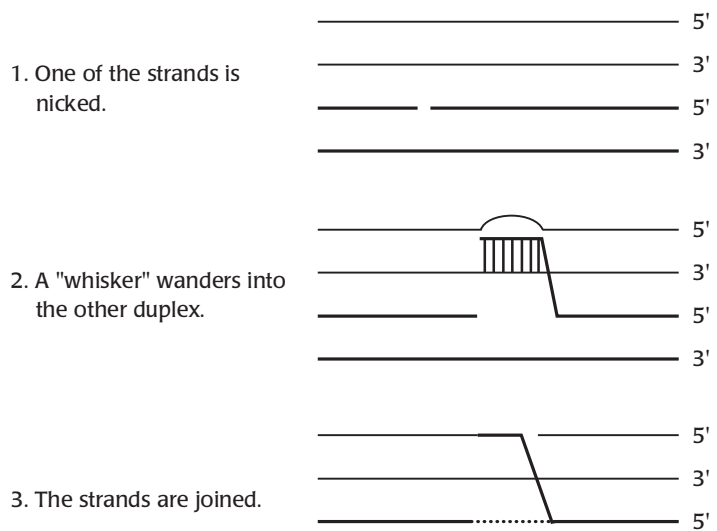 5'
3'
1. One of the strands is
nicked.
5'
3'
5'
2. A "whisker" wanders into
the other duplex.
3'
5'
3'
5'
3'
3. The strands are joined.
5'